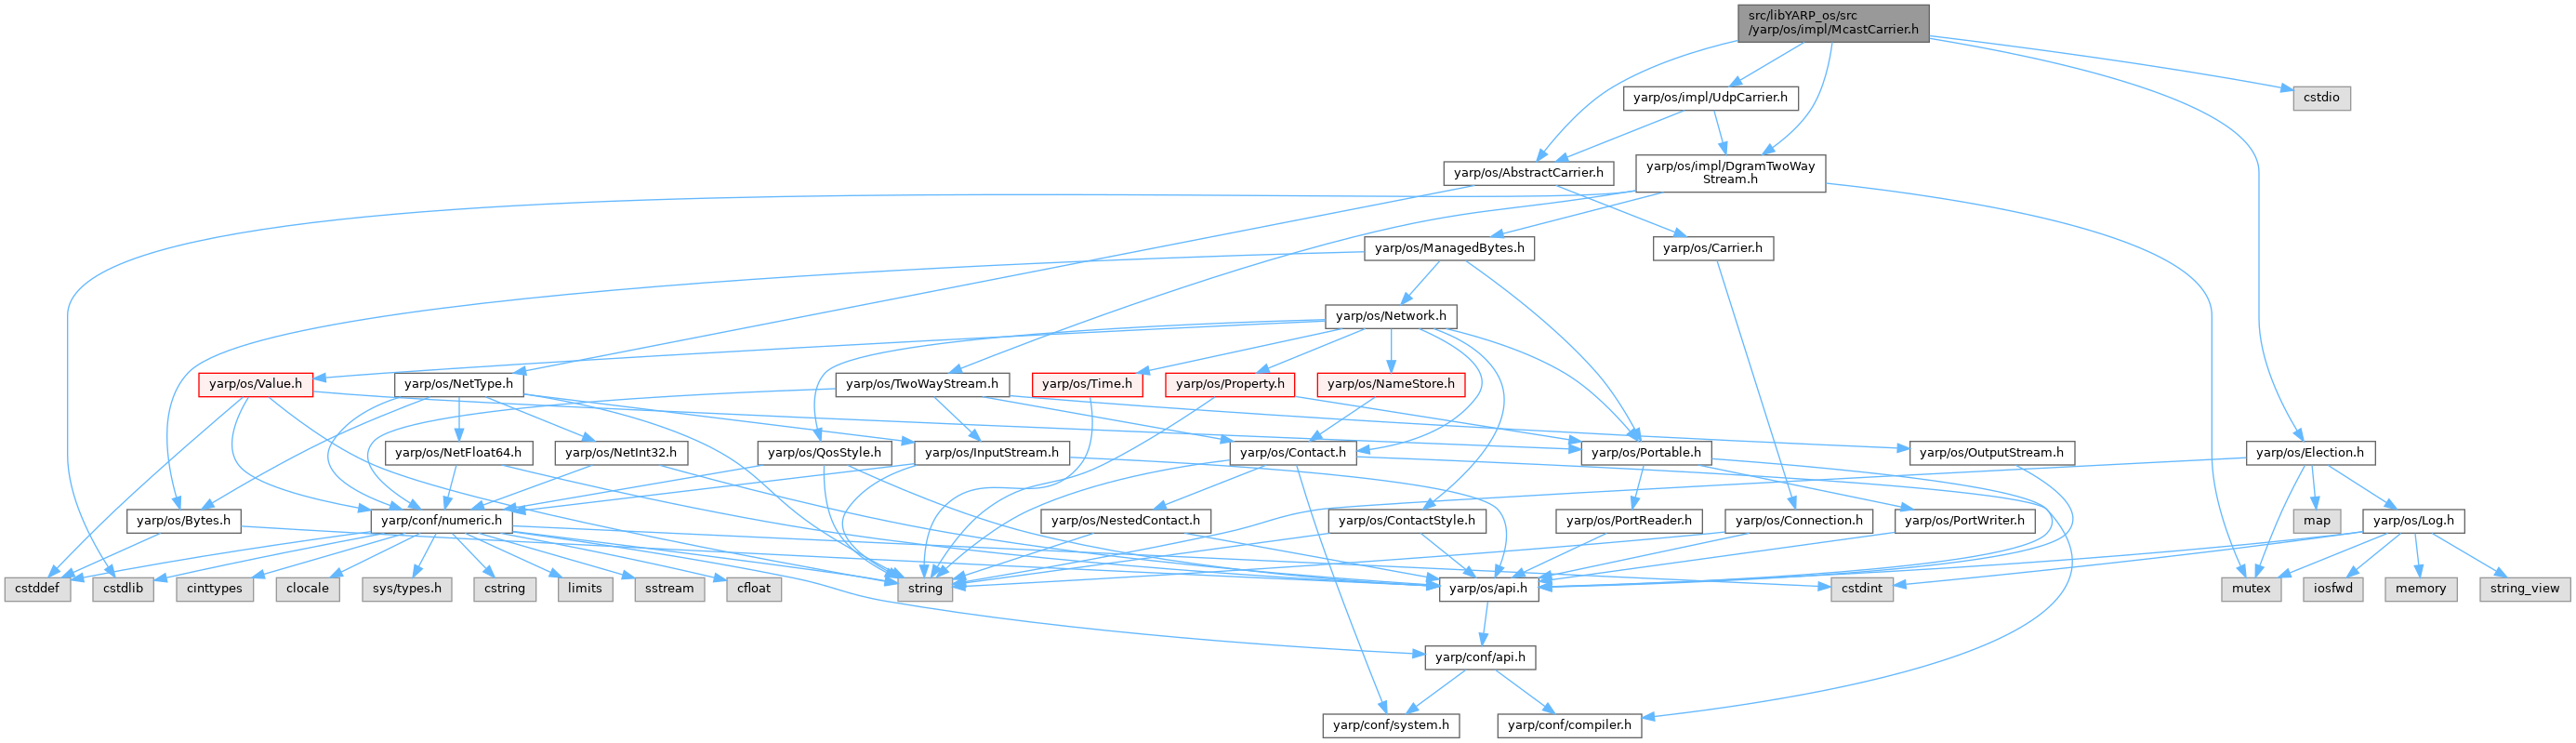 src/libYARP_os/src
/yarp/os/impl/McastCarrier.h
yarp/os/impl/UdpCarrier.h
cstdio
yarp/os/AbstractCarrier.h
yarp/os/impl/DgramTwoWay
Stream.h
yarp/os/ManagedBytes.h
yarp/os/Carrier.h
yarp/os/Network.h
yarp/os/Value.h
yarp/os/NetType.h
yarp/os/TwoWayStream.h
yarp/os/Time.h
yarp/os/Property.h
yarp/os/NameStore.h
yarp/os/NetFloat64.h
yarp/os/NetInt32.h
yarp/os/QosStyle.h
yarp/os/InputStream.h
yarp/os/Contact.h
yarp/os/Portable.h
yarp/os/OutputStream.h
yarp/os/Election.h
yarp/os/Bytes.h
yarp/conf/numeric.h
yarp/os/NestedContact.h
yarp/os/ContactStyle.h
yarp/os/PortReader.h
yarp/os/Connection.h
yarp/os/PortWriter.h
map
yarp/os/Log.h
cstddef
cstdlib
cinttypes
clocale
sys/types.h
cstring
limits
sstream
cfloat
string
yarp/os/api.h
cstdint
mutex
iosfwd
memory
string_view
yarp/conf/api.h
yarp/conf/system.h
yarp/conf/compiler.h